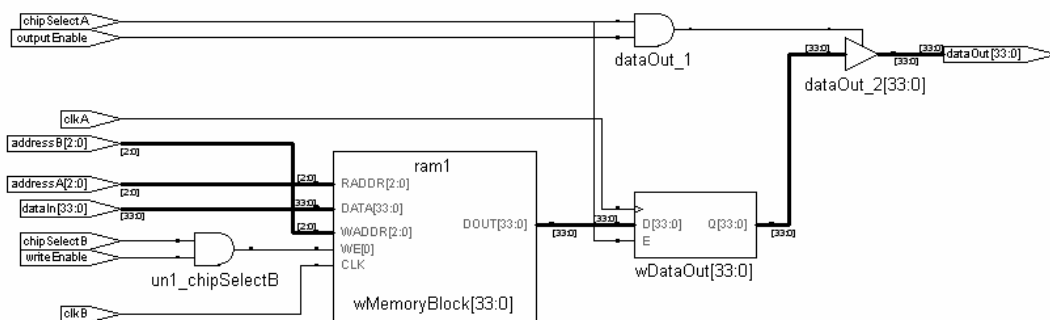 chipSelectA
outputEnable
dataOut_1
[33:0]
[33:0]
[33:0]
dataOut[33:0]
dataOut_2[33:0]
clkA
addressB[2:0]
[2:0]
ram1
addressA[2:0]
[2:0]
[2:0]
RADDR[2:0]
dataIn[33:0]
[33:0]
[33:0]
DATA[33:0]
DOUT[33:0]
[33:0]
[33:0]
D[33:0]
Q[33:0]
[33:0]
[2:0]
WADDR[2:0]
chipSelectB
writeEnable
WE[0]
E
CLK
un1_chipSelectB
wDataOut[33:0]
wMemoryBlock[33:0]
clkB